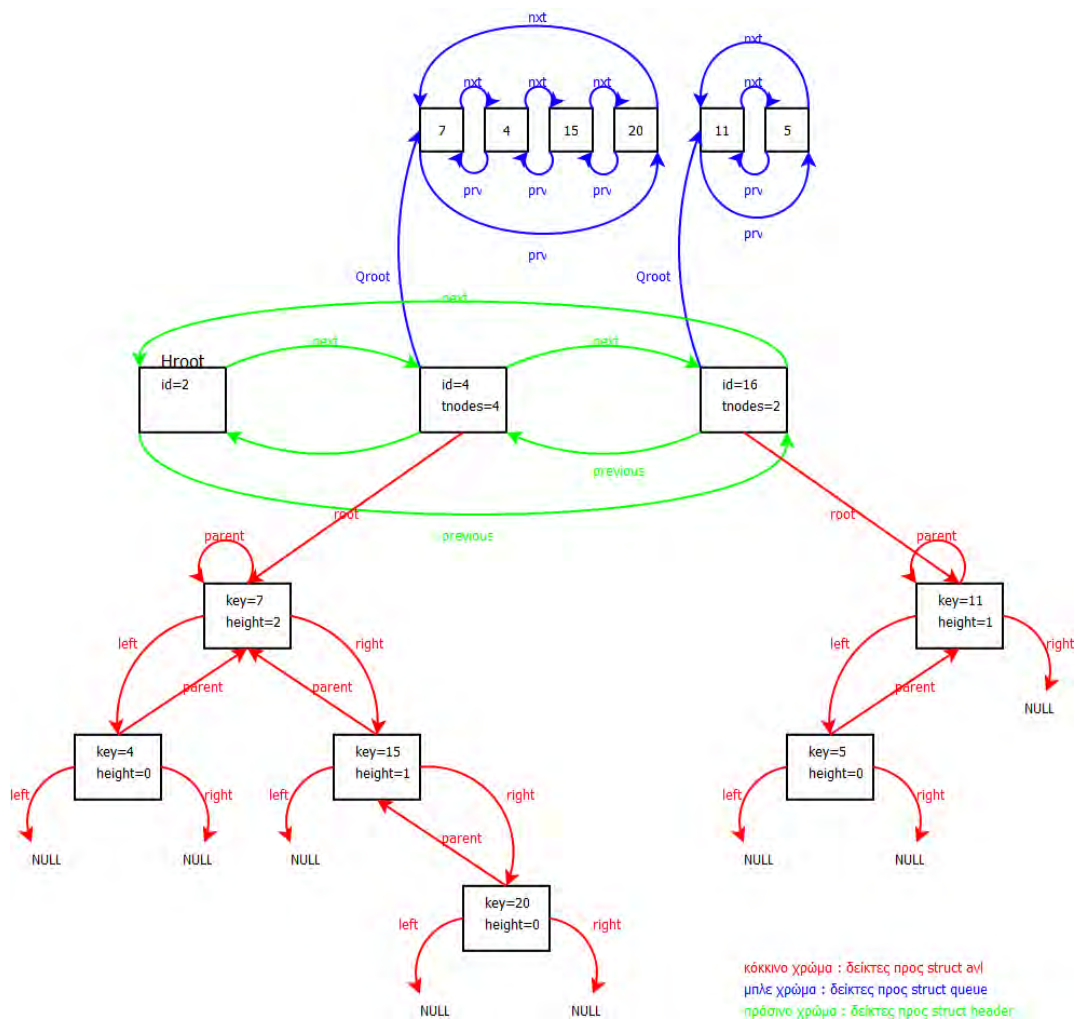 nxt
nxt
nxt
nxt
nxt
nxt
7
4
15
20
11
5
prv
prv
prv
prv
prv
prv
Qroot
Qroot
next
Hroot
next
next
id=2
id=4
tnodes=4
id=16
tnodes=2
previous
previous
root
root
parent
parent
key=7
height=2
key=11
height=1
left
right
left
right
parent
parent
parent
NULL
key=4
height=0
key=15
height=1
key=5
height=0
left
right
left
right
left
right
parent
NULL
NULL
NULL
NULL
NULL
key=20
height=0
left
right
NULL
NULL
κόκκινο χρώμα : δείκτες προς struct avl
μπλε χρώμα : δείκτες προς struct queue
πράσινο χρώμα : δείκτες προς struct header